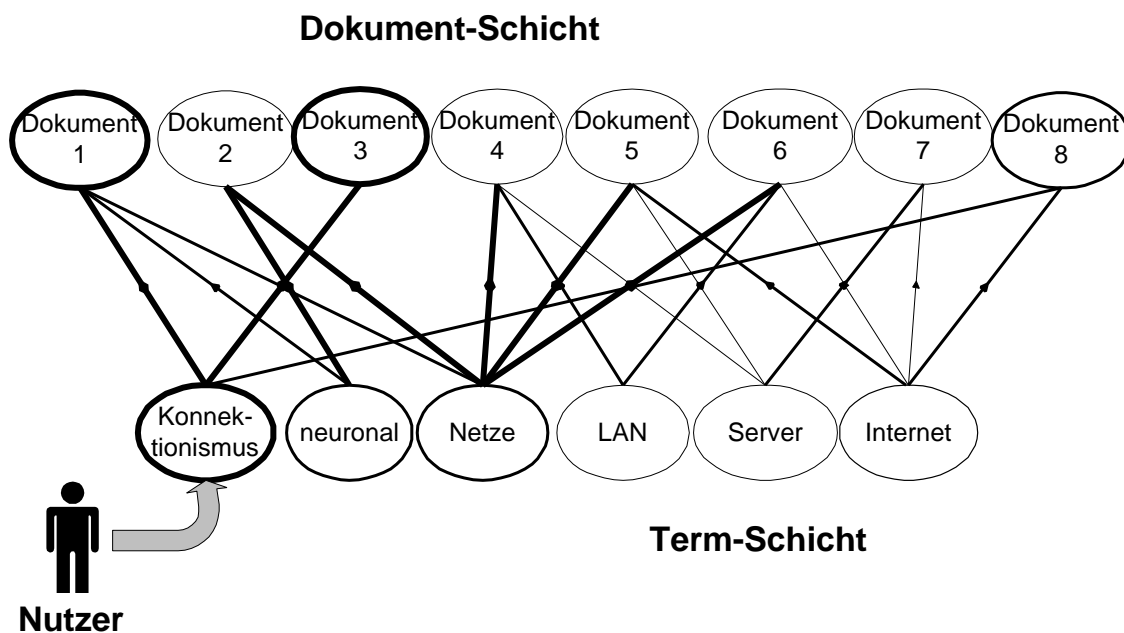 Dokument-Schicht
Dokument
1
Dokument
2
Dokument
3
Dokument
4
Dokument
5
Dokument
6
Dokument
7
Dokument
8
Konnek-
tionismus
neuronal
Netze
LAN
Server
Internet
Term-Schicht
Nutzer